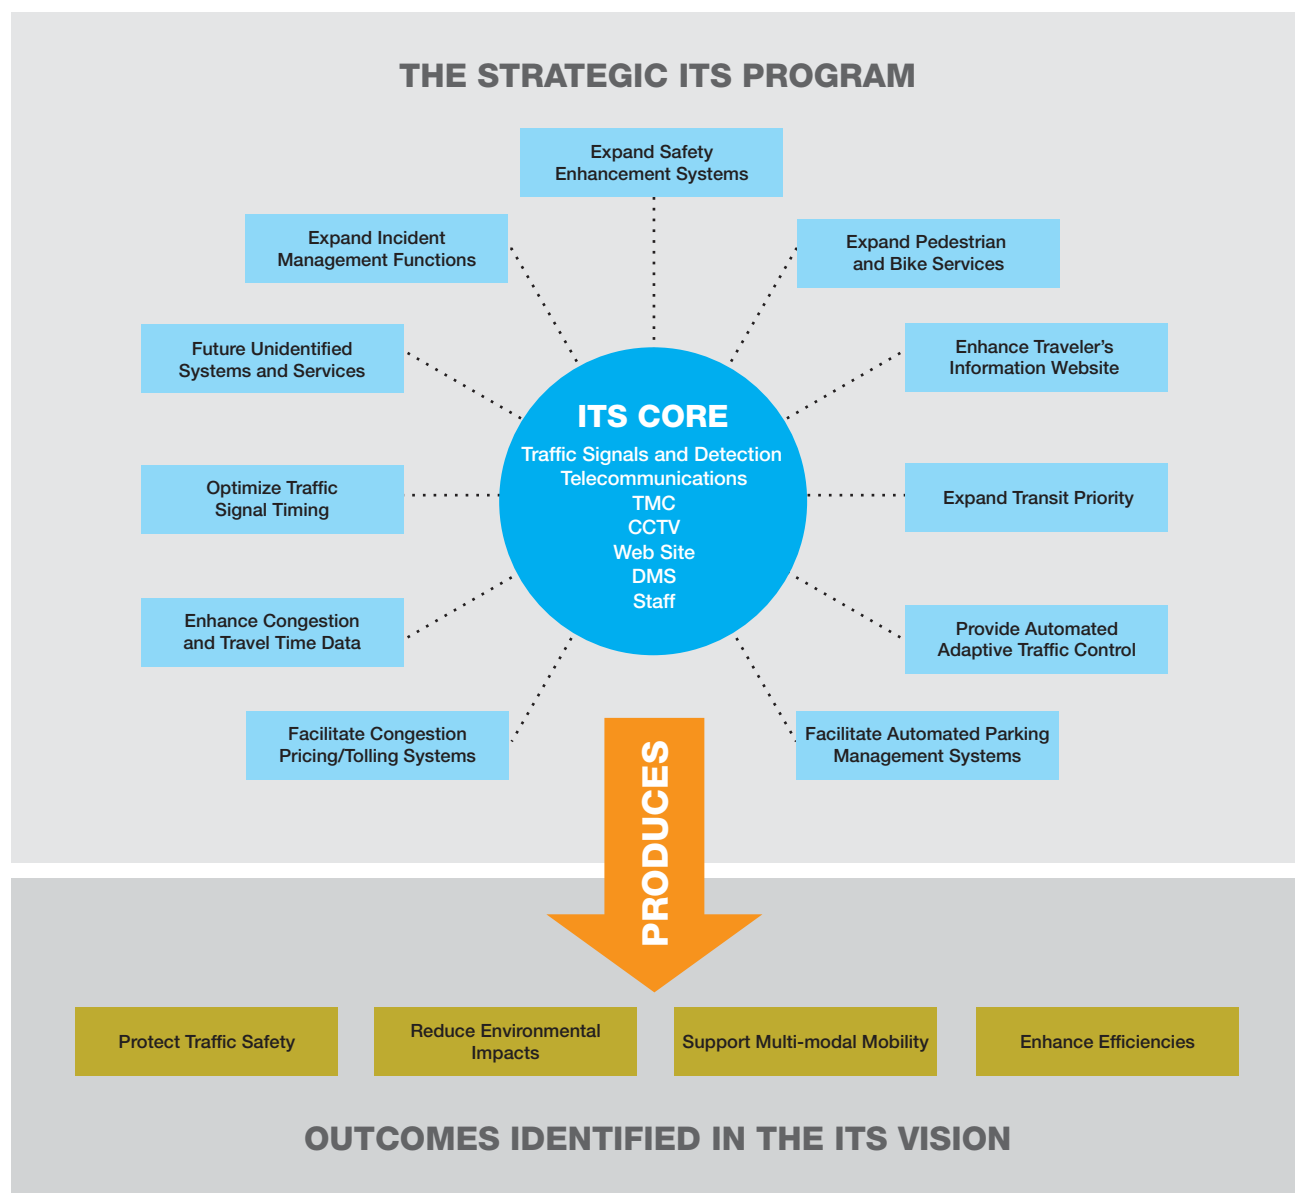 THE STRATEGIC ITS PROGRAM
Expand Safety
Enhancement Systems
Expand Incident
Management Functions
Expand Pedestrian
and Bike Services
Future Unidentified
Systems and Services
Enhance Traveler’s
Information Website
ITS CORE
Traffic Signals and Detection
Telecommunications
TMC
CCTV
Web Site
DMS
Staff
Optimize Traffic
Signal Timing
Expand Transit Priority
Enhance Congestion
and Travel Time Data
Provide Automated
Adaptive Traffic Control
Facilitate Congestion
Pricing/Tolling Systems
Facilitate Automated Parking
Management Systems
PRODUCES
Protect Traffic Safety
Reduce Environmental
Impacts
Support Multi-modal Mobility
Enhance Efficiencies
OUTCOMES IDENTIFIED IN THE ITS VISION